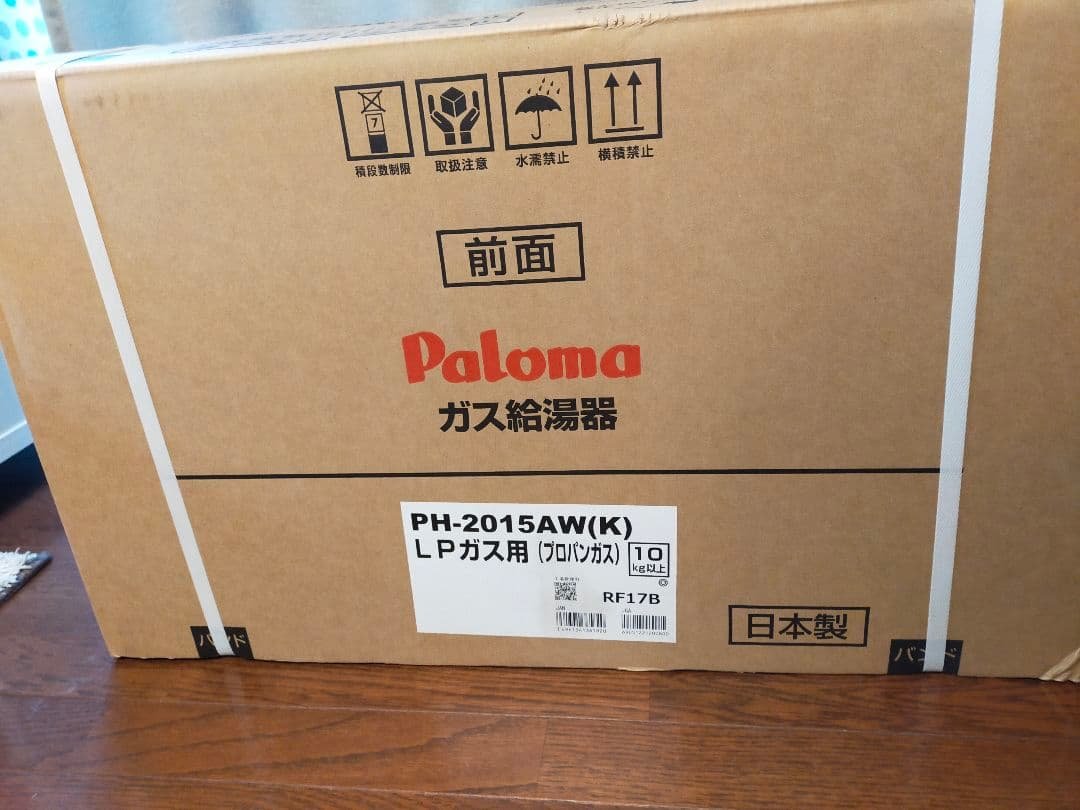 7
積段数制限 取扱注意 水濡禁止 横積禁止
前面
Paloma
ガス給湯器
PH-2015AW(K)
LPガス用(プロパンガス) 10
kg以上
RF17B
JAN
日本製
バンド バンド